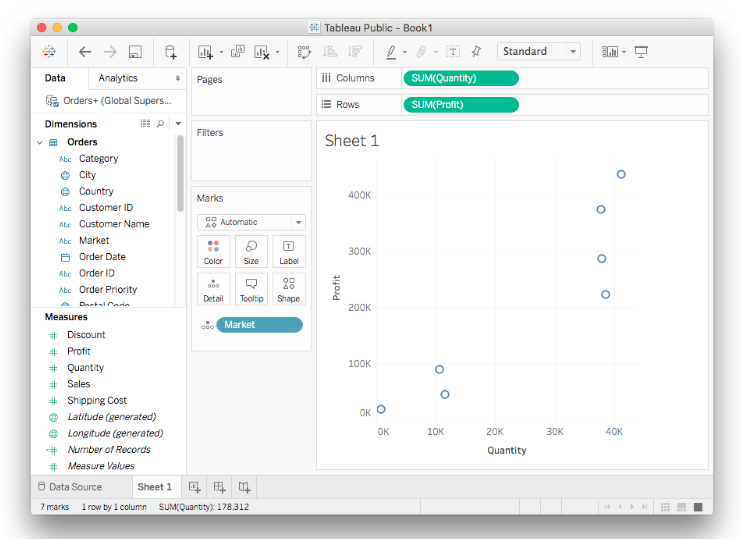 Tableau Public - Book1
Standard
Data
Analytics
Orders+ (Global Supers...
Dimensions
Orders
Abc Category
City
Country
Abc Customer ID
Abc Customer Name
Abc Market
Order Date
Abc Order ID
Abc Order Priority
Postal Code
Measures
Discount
Profit
Quantity
Sales
Shipping Cost
Latitude (generated)
Longitude (generated)
Number of Records
Measure Values
Pages
Filters
Marks
Automatic
Color
Size
Label
Detail
Tooltip
Shape
Market
Columns
SUM(Quantity)
Rows
SUM(Profit)
Sheet 1
400K
300K
200K
100K
0K
Profit
0K 10K 20K 30K 40K
Quantity
Data Source
Sheet 1
7 marks 1 row by 1 column SUM(Quantity): 178,312